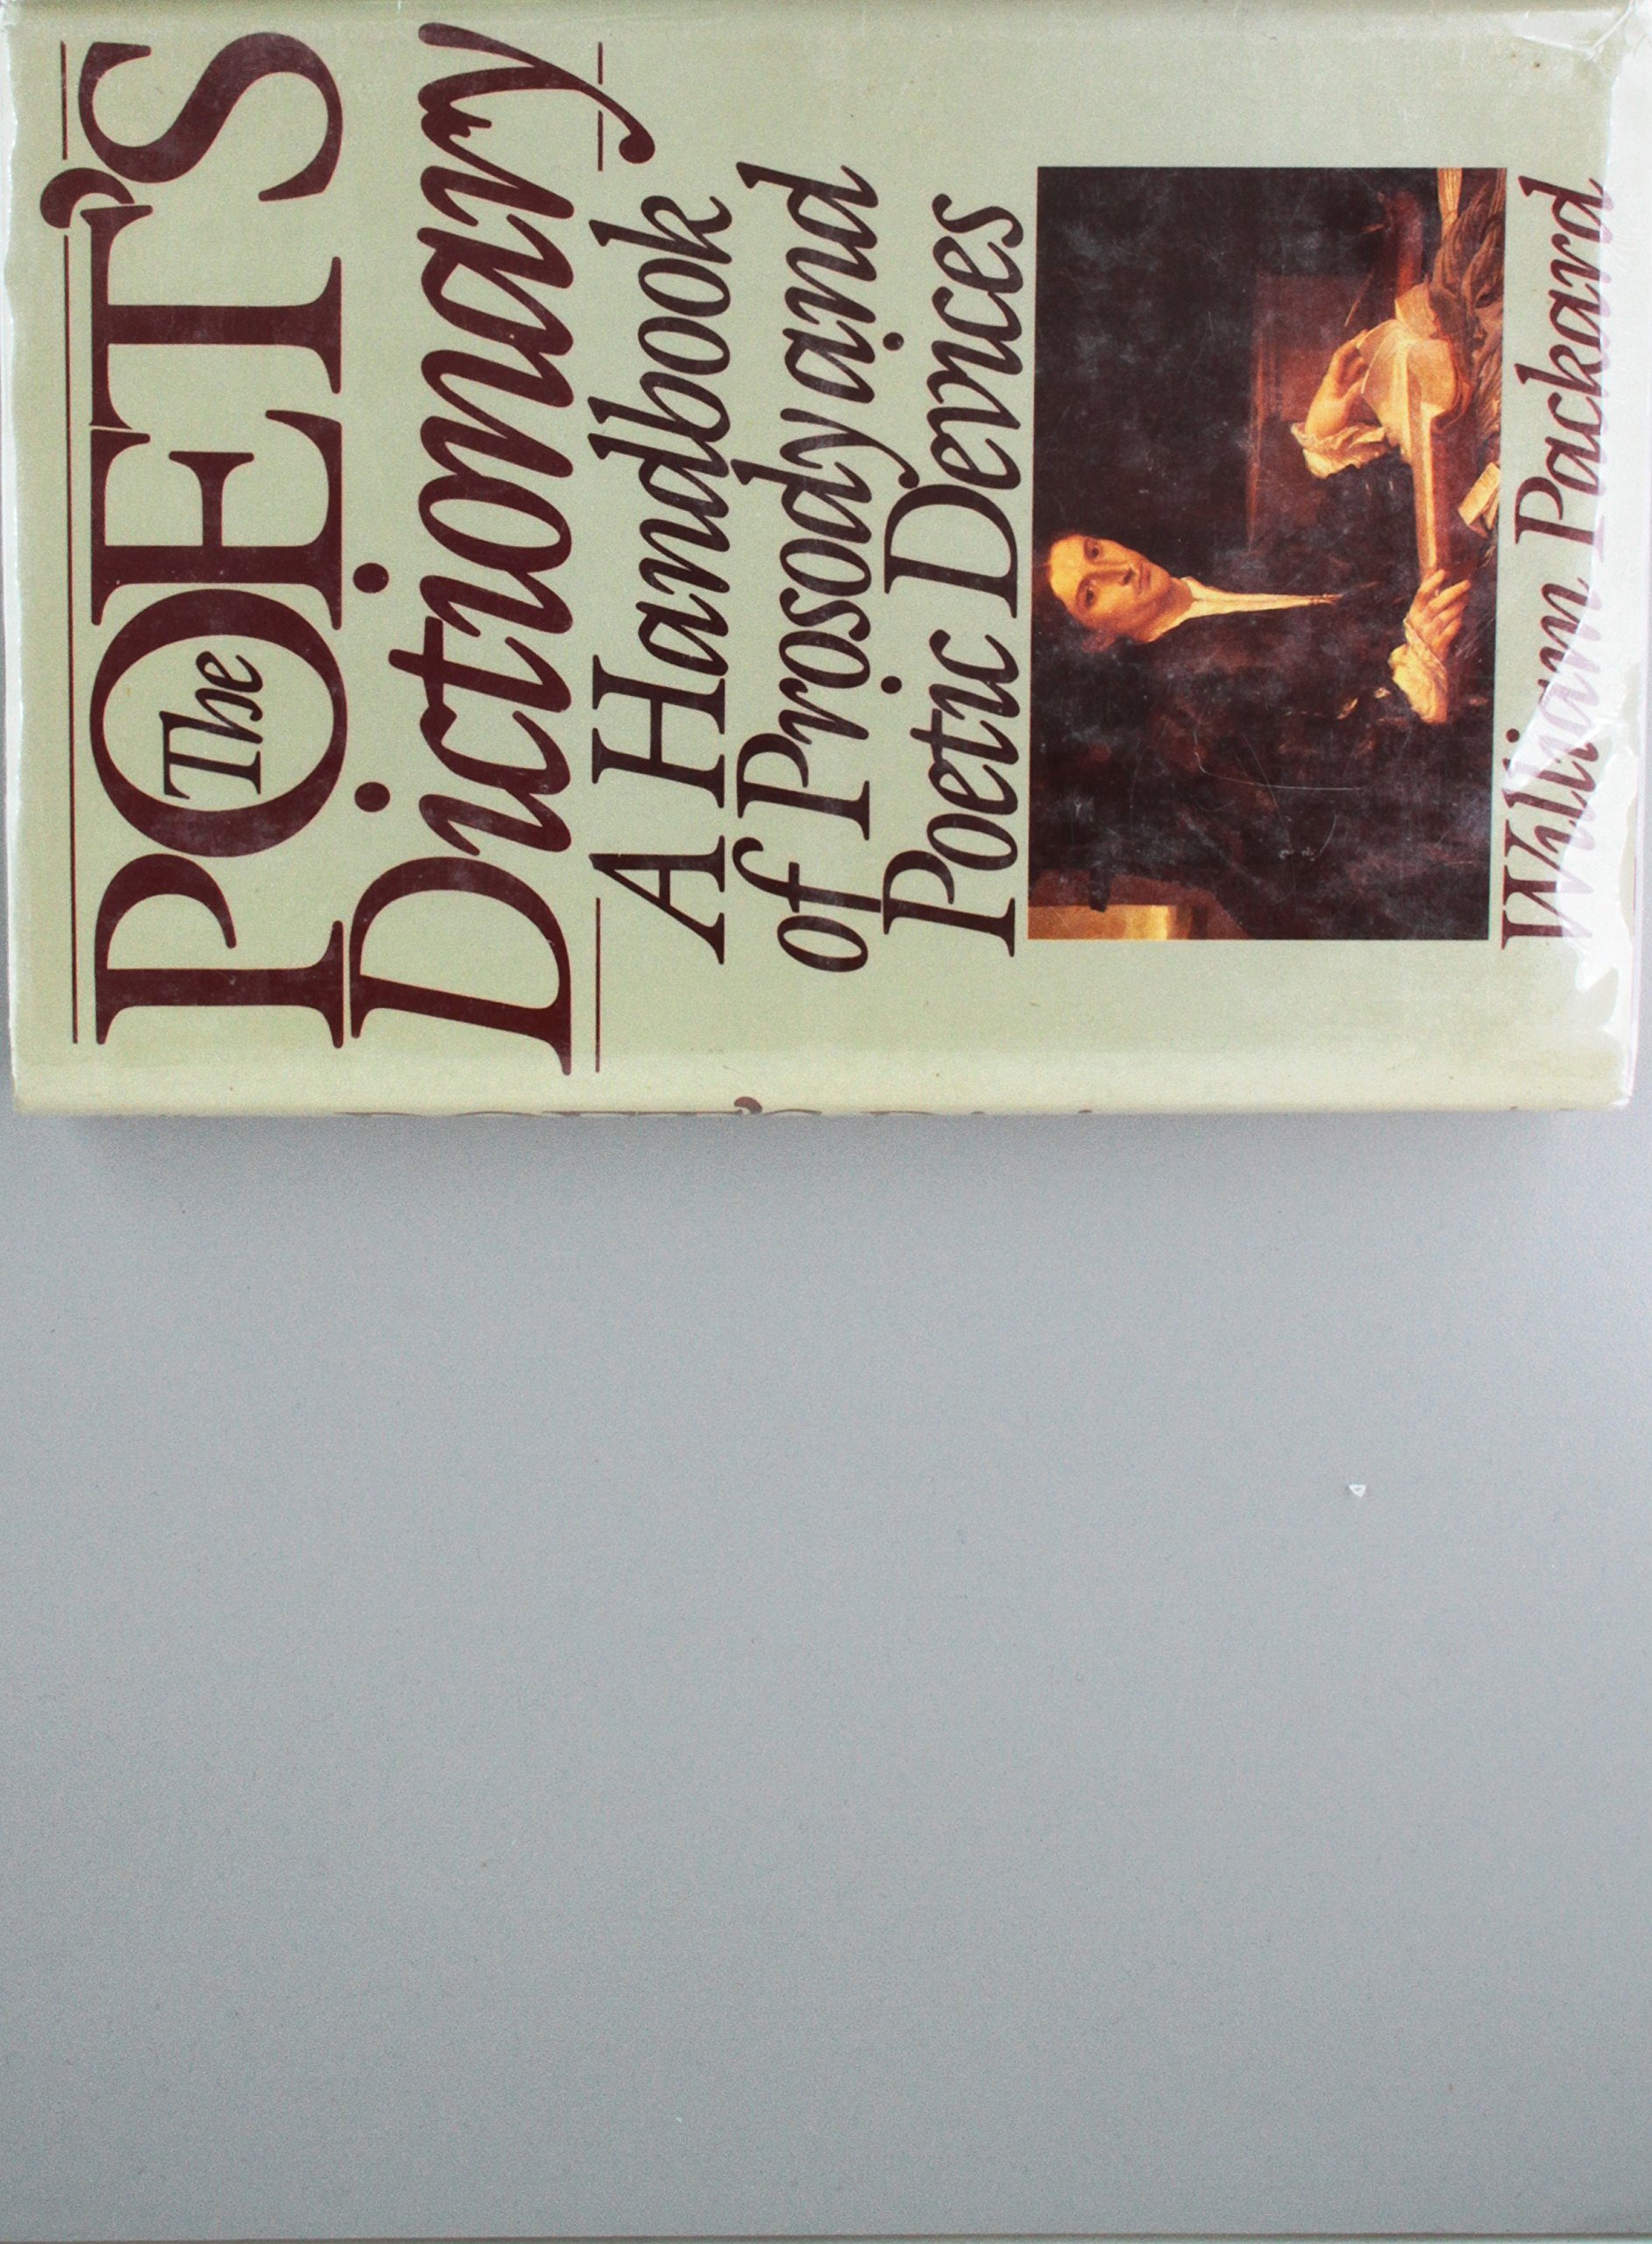 The
POET'S
Dictionary
A Handbook
of Prosody and
Poetic Devices
William Packard